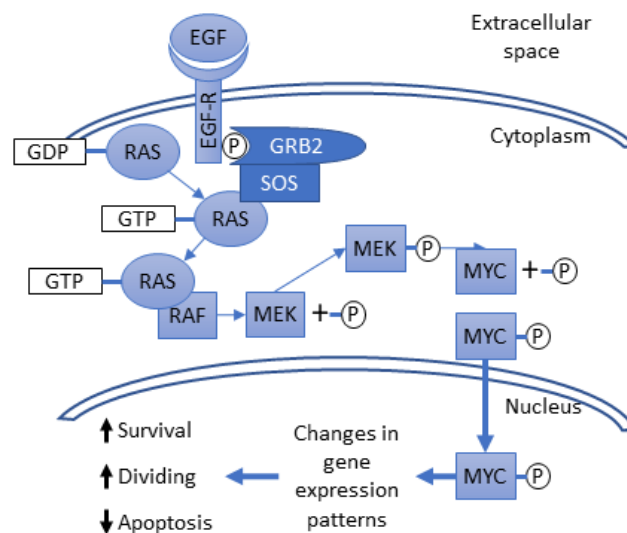 EGF
Extracellular
space
EGF-R
Cytoplasm
GDP
RAS
P
GRB2
SOS
GTP
RAS
MEK
P
MYC
+
P
GTP
RAS
RAF
MEK
+
P
MYC
P
Nucleus
Survival
Changes in
gene
expression
patterns
Dividing
MYC
P
Apoptosis